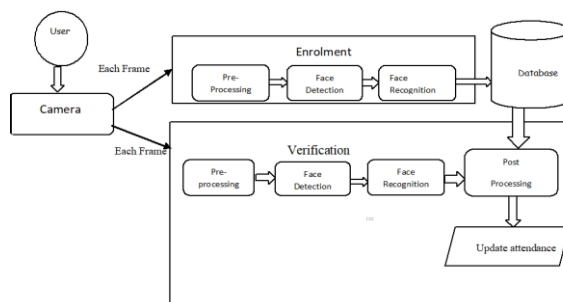 User
Each Frame
Camera
Each Frame
Enrolment
Pre-
Processing
Face
Detection
Face
Recognition
Database
Verification
Pre-
processing
Face
Detection
Face
Recognition
Post
Processing
Update attendance